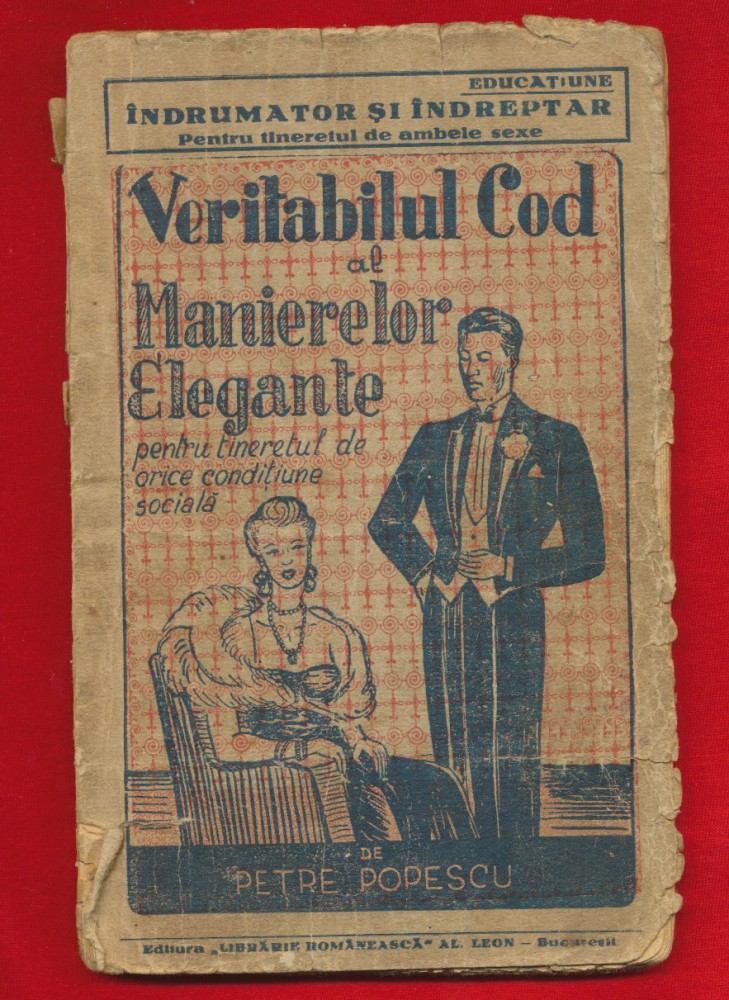 EDUCAȚIUNE
ÎNDRUMATOR ȘI ÎNDREPTAR
Pentru tineretul de ambele sexe
Veritabilul Cod
al
Manierelor
Elegante
pentru tineretul de
orice condițiune
socială
DE
PETRE POPESCU
Editura „LIBRĂRIE ROMÂNEASCĂ" AL. LEON – Bucuresti